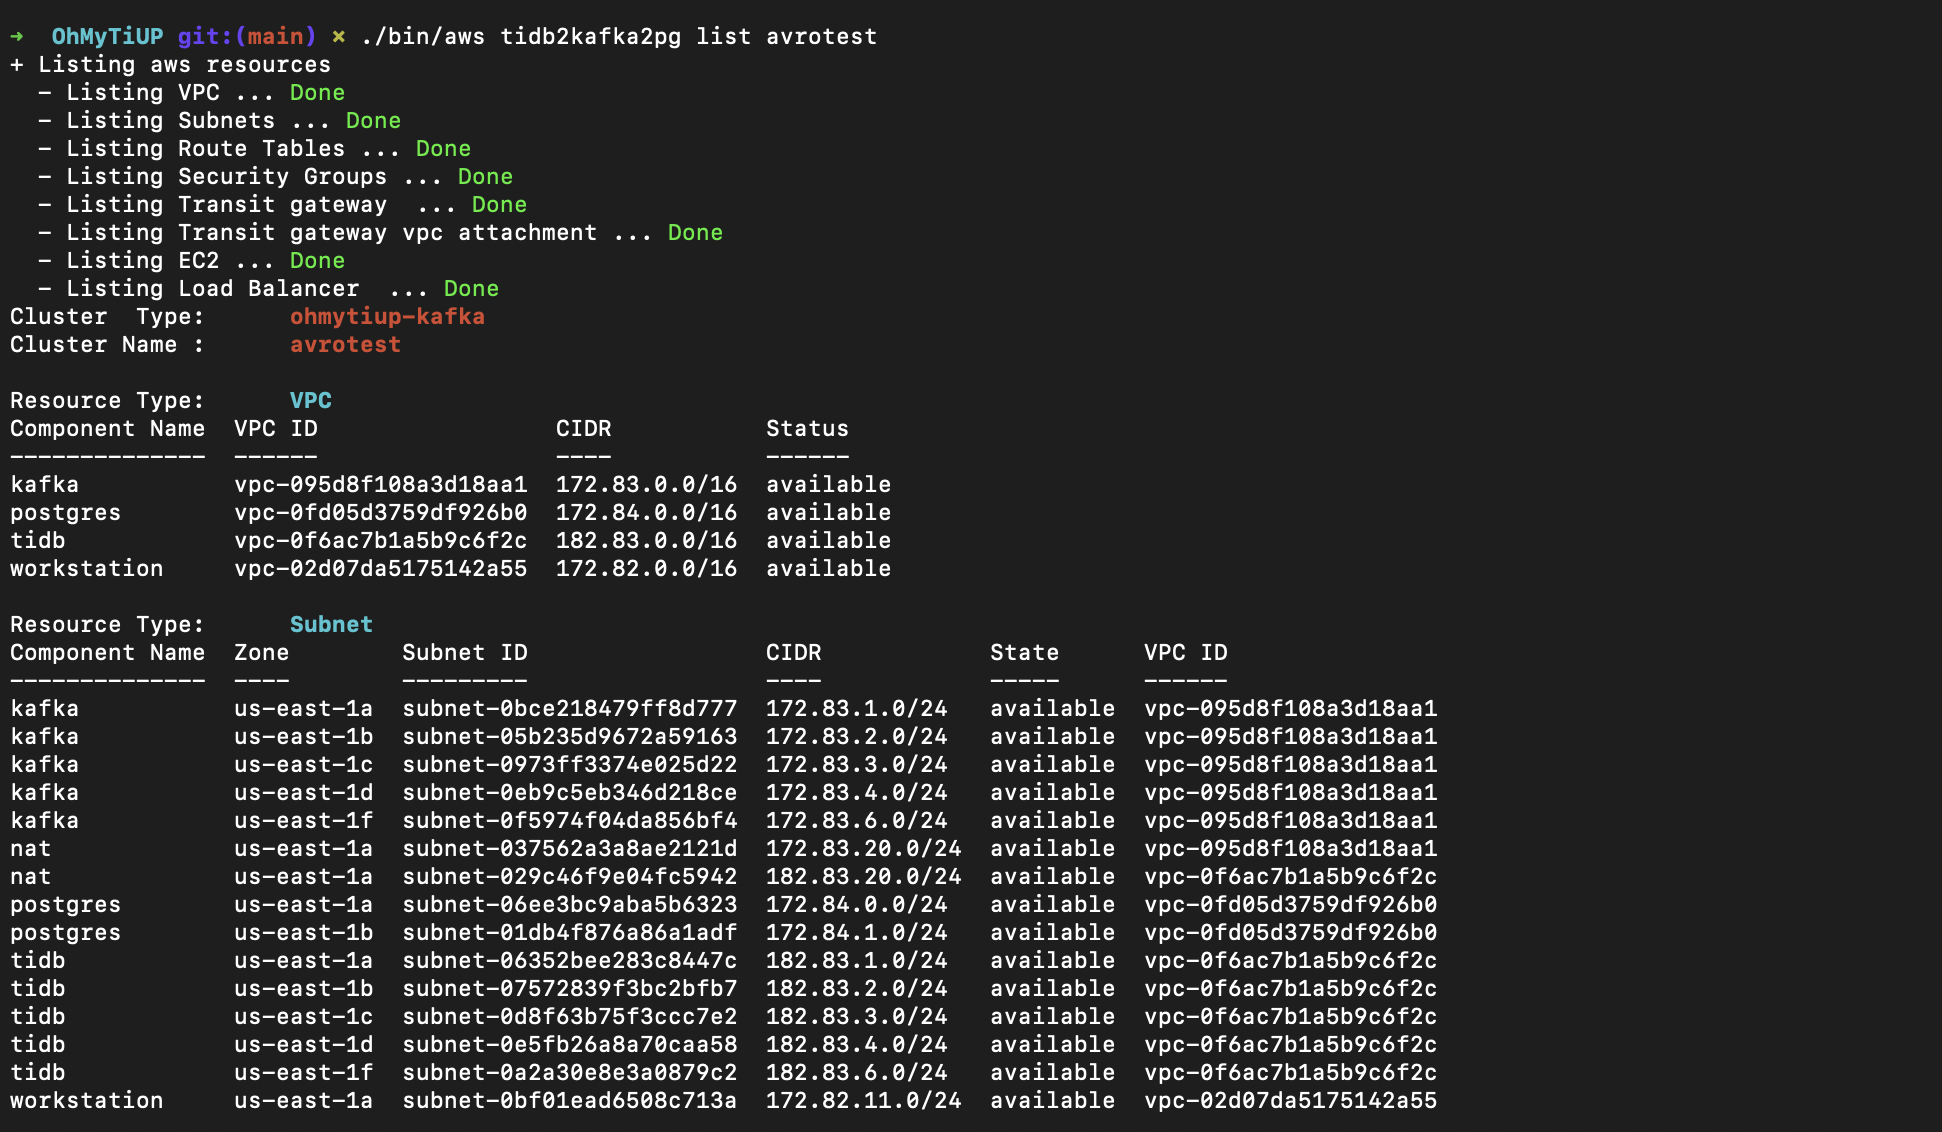 ➜  OhMyTiUP git:(main) ✗ ./bin/aws tidb2kafka2pg list avrotest
+ Listing aws resources
  - Listing VPC ... Done
  - Listing Subnets ... Done
  - Listing Route Tables ... Done
  - Listing Security Groups ... Done
  - Listing Transit gateway  ... Done
  - Listing Transit gateway vpc attachment ... Done
  - Listing EC2 ... Done
  - Listing Load Balancer  ... Done
Cluster  Type:      ohmytiup-kafka
Cluster Name :      avrotest

Resource Type:      VPC
Component Name  VPC ID                 CIDR           Status
--------------  ------                 ----           ------
kafka           vpc-095d8f108a3d18aa1  172.83.0.0/16  available
postgres        vpc-0fd05d3759df926b0  172.84.0.0/16  available
tidb            vpc-0f6ac7b1a5b9c6f2c  182.83.0.0/16  available
workstation     vpc-02d07da5175142a55  172.82.0.0/16  available

Resource Type:      Subnet
Component Name  Zone        Subnet ID                 CIDR            State      VPC ID
--------------  ----        ---------                 ----            -----      ------
kafka           us-east-1a  subnet-0bce218479ff8d777  172.83.1.0/24   available  vpc-095d8f108a3d18aa1
kafka           us-east-1b  subnet-05b235d9672a59163  172.83.2.0/24   available  vpc-095d8f108a3d18aa1
kafka           us-east-1c  subnet-0973ff3374e025d22  172.83.3.0/24   available  vpc-095d8f108a3d18aa1
kafka           us-east-1d  subnet-0eb9c5eb346d218ce  172.83.4.0/24   available  vpc-095d8f108a3d18aa1
kafka           us-east-1f  subnet-0f5974f04da856bf4  172.83.6.0/24   available  vpc-095d8f108a3d18aa1
nat             us-east-1a  subnet-037562a3a8ae2121d  172.83.20.0/24  available  vpc-095d8f108a3d18aa1
nat             us-east-1a  subnet-029c46f9e04fc5942  182.83.20.0/24  available  vpc-0f6ac7b1a5b9c6f2c
postgres        us-east-1a  subnet-06ee3bc9aba5b6323  172.84.0.0/24   available  vpc-0fd05d3759df926b0
postgres        us-east-1b  subnet-01db4f876a86a1adf  172.84.1.0/24   available  vpc-0fd05d3759df926b0
tidb            us-east-1a  subnet-06352bee283c8447c  182.83.1.0/24   available  vpc-0f6ac7b1a5b9c6f2c
tidb            us-east-1b  subnet-07572839f3bc2bfb7  182.83.2.0/24   available  vpc-0f6ac7b1a5b9c6f2c
tidb            us-east-1c  subnet-0d8f63b75f3ccc7e2  182.83.3.0/24   available  vpc-0f6ac7b1a5b9c6f2c
tidb            us-east-1d  subnet-0e5fb26a8a70caa58  182.83.4.0/24   available  vpc-0f6ac7b1a5b9c6f2c
tidb            us-east-1f  subnet-0a2a30e8e3a0879c2  182.83.6.0/24   available  vpc-0f6ac7b1a5b9c6f2c
workstation     us-east-1a  subnet-0bf01ead6508c713a  172.82.11.0/24  available  vpc-02d07da5175142a55